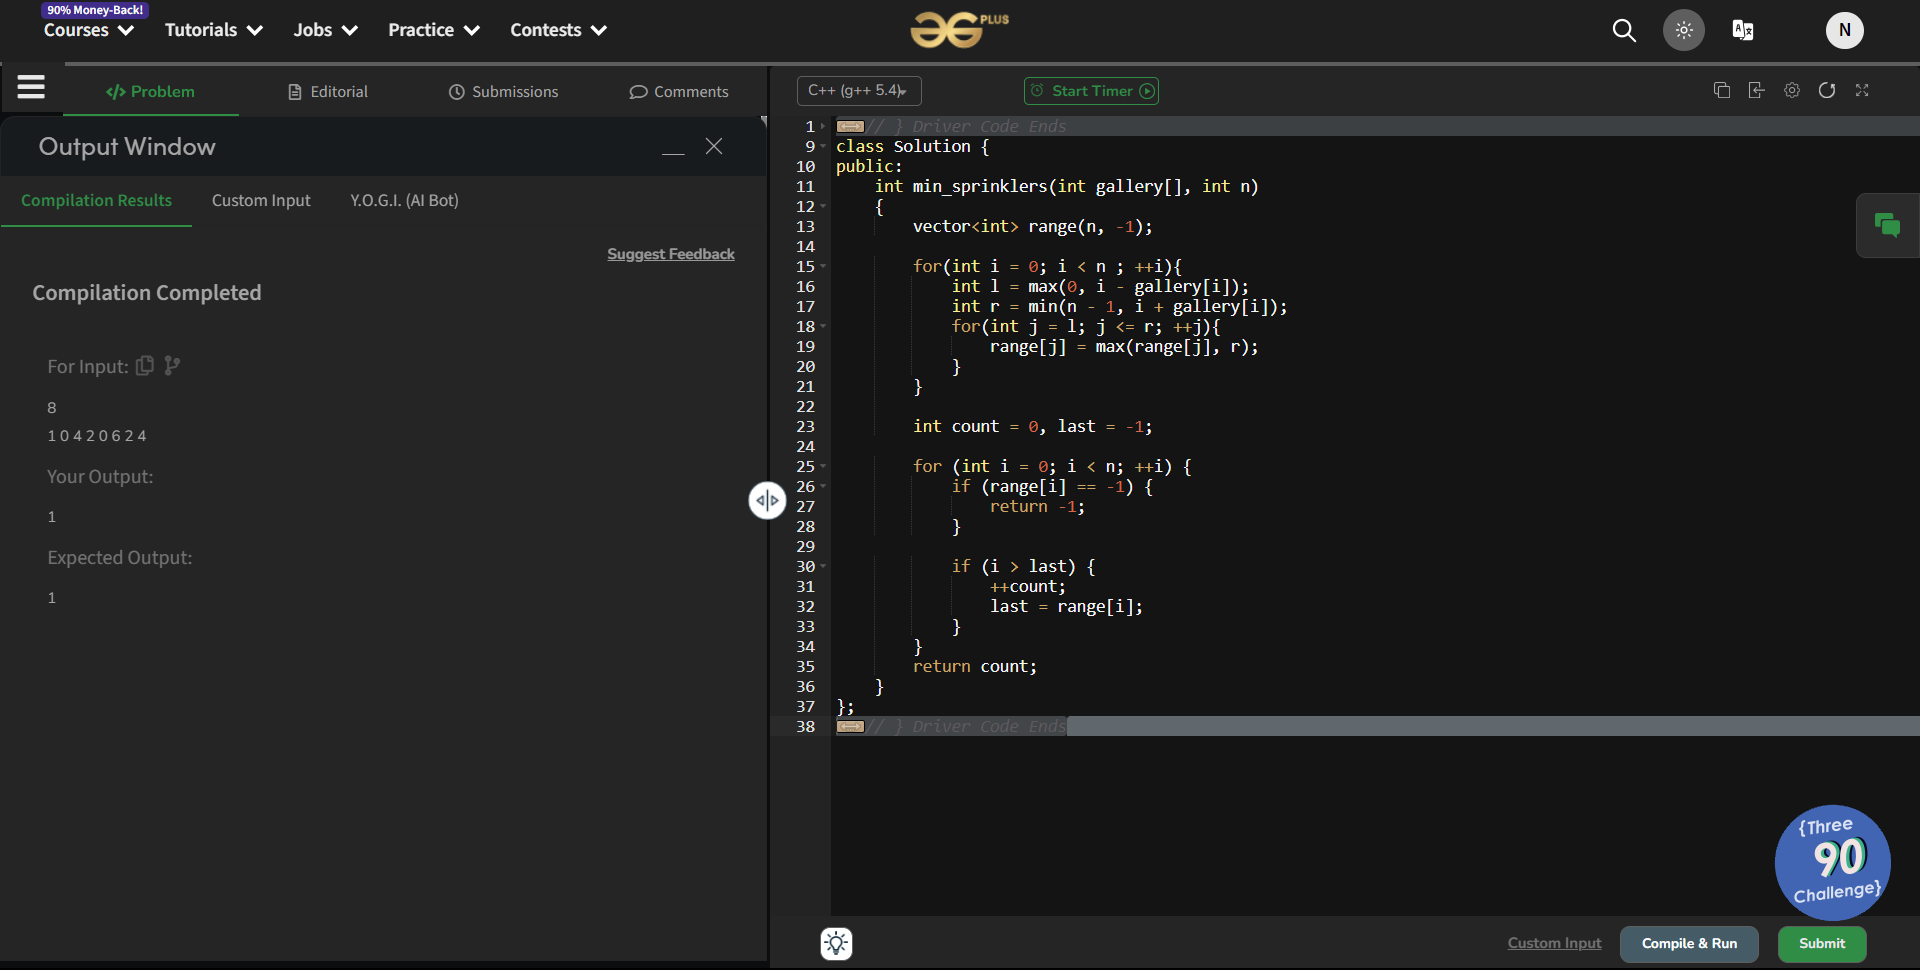 90% Money-Back!
Courses Tutorials Jobs Practice Contests
PLUS
N
</> Problem Editorial Submissions Comments
C++ (g++ 5.4) Start Timer
Output Window
Compilation Results Custom Input Y.O.G.I. (AI Bot)
Suggest Feedback
Compilation Completed
For Input:
8
1 0 4 2 0 6 2 4
Your Output:
1
Expected Output:
1
1 // } Driver Code Ends
9 class Solution {
10 public:
11 int min_sprinklers(int gallery[], int n)
12 {
13 vector<int> range(n, -1);
14
15 for(int i = 0; i < n ; ++i){
16 int l = max(0, i - gallery[i]);
17 int r = min(n - 1, i + gallery[i]);
18 for(int j = l; j <= r; ++j){
19 range[j] = max(range[j], r);
20 }
21 }
22
23 int count = 0, last = -1;
24
25 for (int i = 0; i < n; ++i) {
26 if (range[i] == -1) {
27 return -1;
28 }
29
30 if (i > last) {
31 ++count;
32 last = range[i];
33 }
34 }
35 return count;
36 }
37 };
38 // } Driver Code Ends
{Three
90
Challenge}
Custom Input Compile & Run Submit